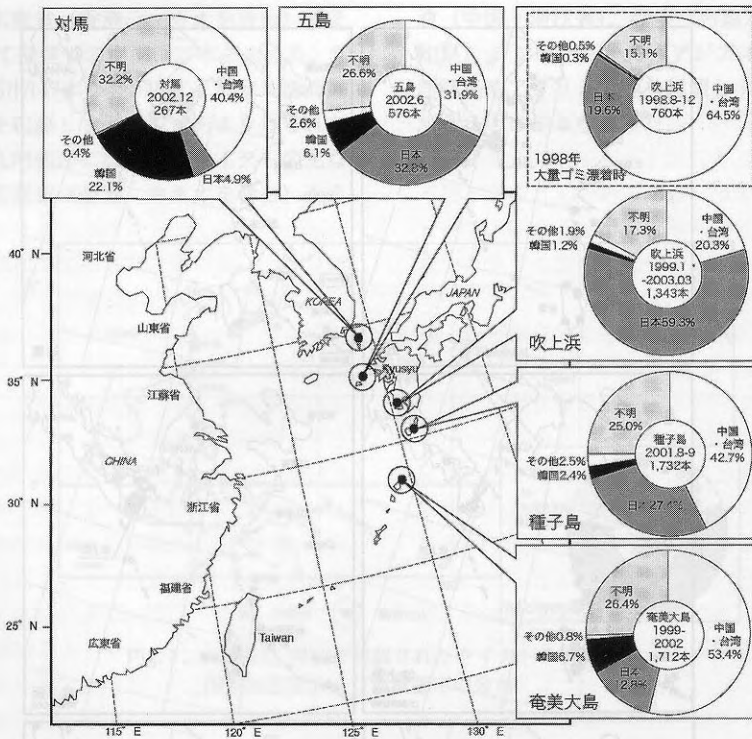 対馬
不明
32.2%
中国
・台湾
40.4%
対馬
2002.12
267本
その他
0.4%
韓国
22.1%
日本4.9%
五島
不明
26.6%
中国
・台湾
31.9%
五島
2002.6
576本
その他
2.6%
韓国
6.1%
日本
32.8%
その他0.5%
韓国0.3%
不明
15.1%
日本
19.6%
吹上浜
1998.8-12
760本
中国
・台湾
64.5%
1998年
大量ゴミ漂着時
その他1.9%
韓国1.2%
不明
17.3%
中国
・台湾
20.3%
吹上浜
1999.1
-2003.03
1,343本
日本59.3%
吹上浜
不明
25.0%
中国
・台湾
42.7%
種子島
2001.8-9
1,732本
その他2.5%
韓国2.4%
日本27.4%
種子島
不明
26.4%
奄美大島
1999-
2002
1,712本
中国
・台湾
53.4%
その他0.8%
韓国6.7%
日本
12.8%
奄美大島
40° N
35° N
30° N
25° N
115° E
120° E
125° E
130° E
河北省
山東省
江蘇省
CHINA
浙江省
福建省
広東省
Taiwan
KOREA
JAPAN
Kyusyu